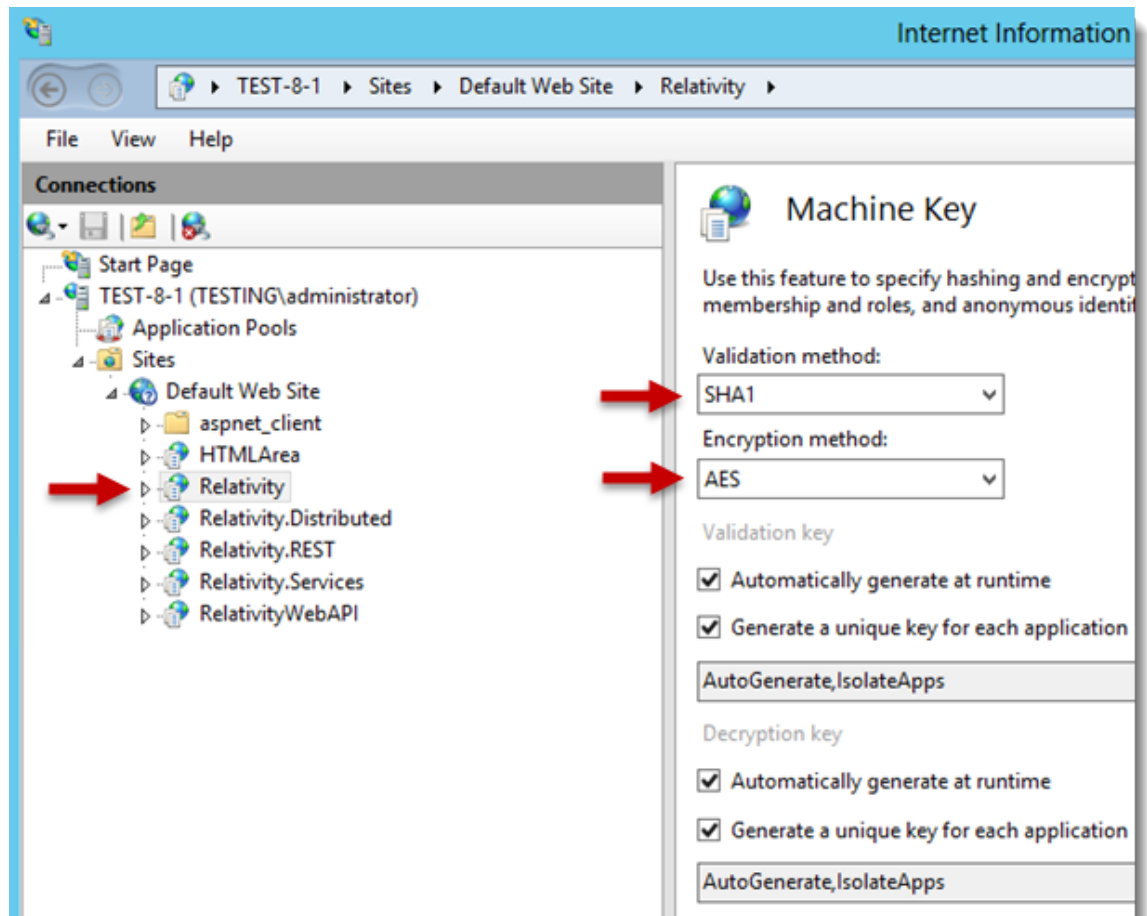 Internet Information
TEST-8-1 Sites Default Web Site Relativity
File View Help
Connections
Start Page
TEST-8-1 (TESTING\administrator)
Application Pools
Sites
Default Web Site
aspnet_client
HTMLArea
Relativity
Relativity.Distributed
Relativity.REST
Relativity.Services
RelativityWebAPI
Machine Key
Use this feature to specify hashing and encrypt
membership and roles, and anonymous identif
Validation method:
SHA1
Encryption method:
AES
Validation key
Automatically generate at runtime
Generate a unique key for each application
AutoGenerate,IsolateApps
Decryption key
Automatically generate at runtime
Generate a unique key for each application
AutoGenerate,IsolateApps